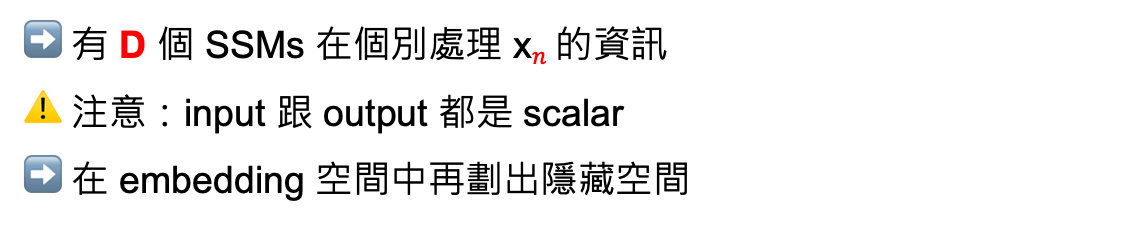 ➡️ 有 D 個 SSMs 在個別處理 xₙ 的資訊
⚠️ 注意：input 跟 output 都是 scalar
➡️ 在 embedding 空間中再劃出隱藏空間